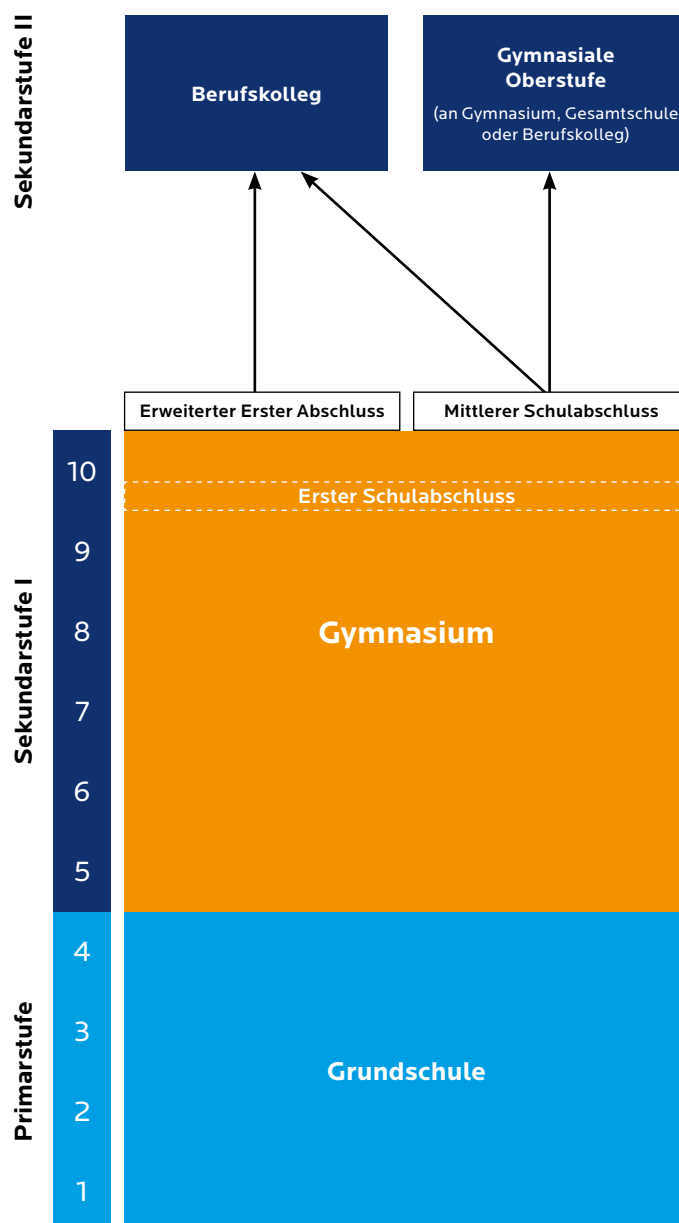 Sekundarstufe II
Berufskolleg
Gymnasiale
Oberstufe
(an Gymnasium, Gesamtschule
oder Berufskolleg)
Erweiterter Erster Abschluss
Mittlerer Schulabschluss
Sekundarstufe I
10
Erster Schulabschluss
9
8
Gymnasium
7
6
5
Primarstufe
4
3
Grundschule
2
1